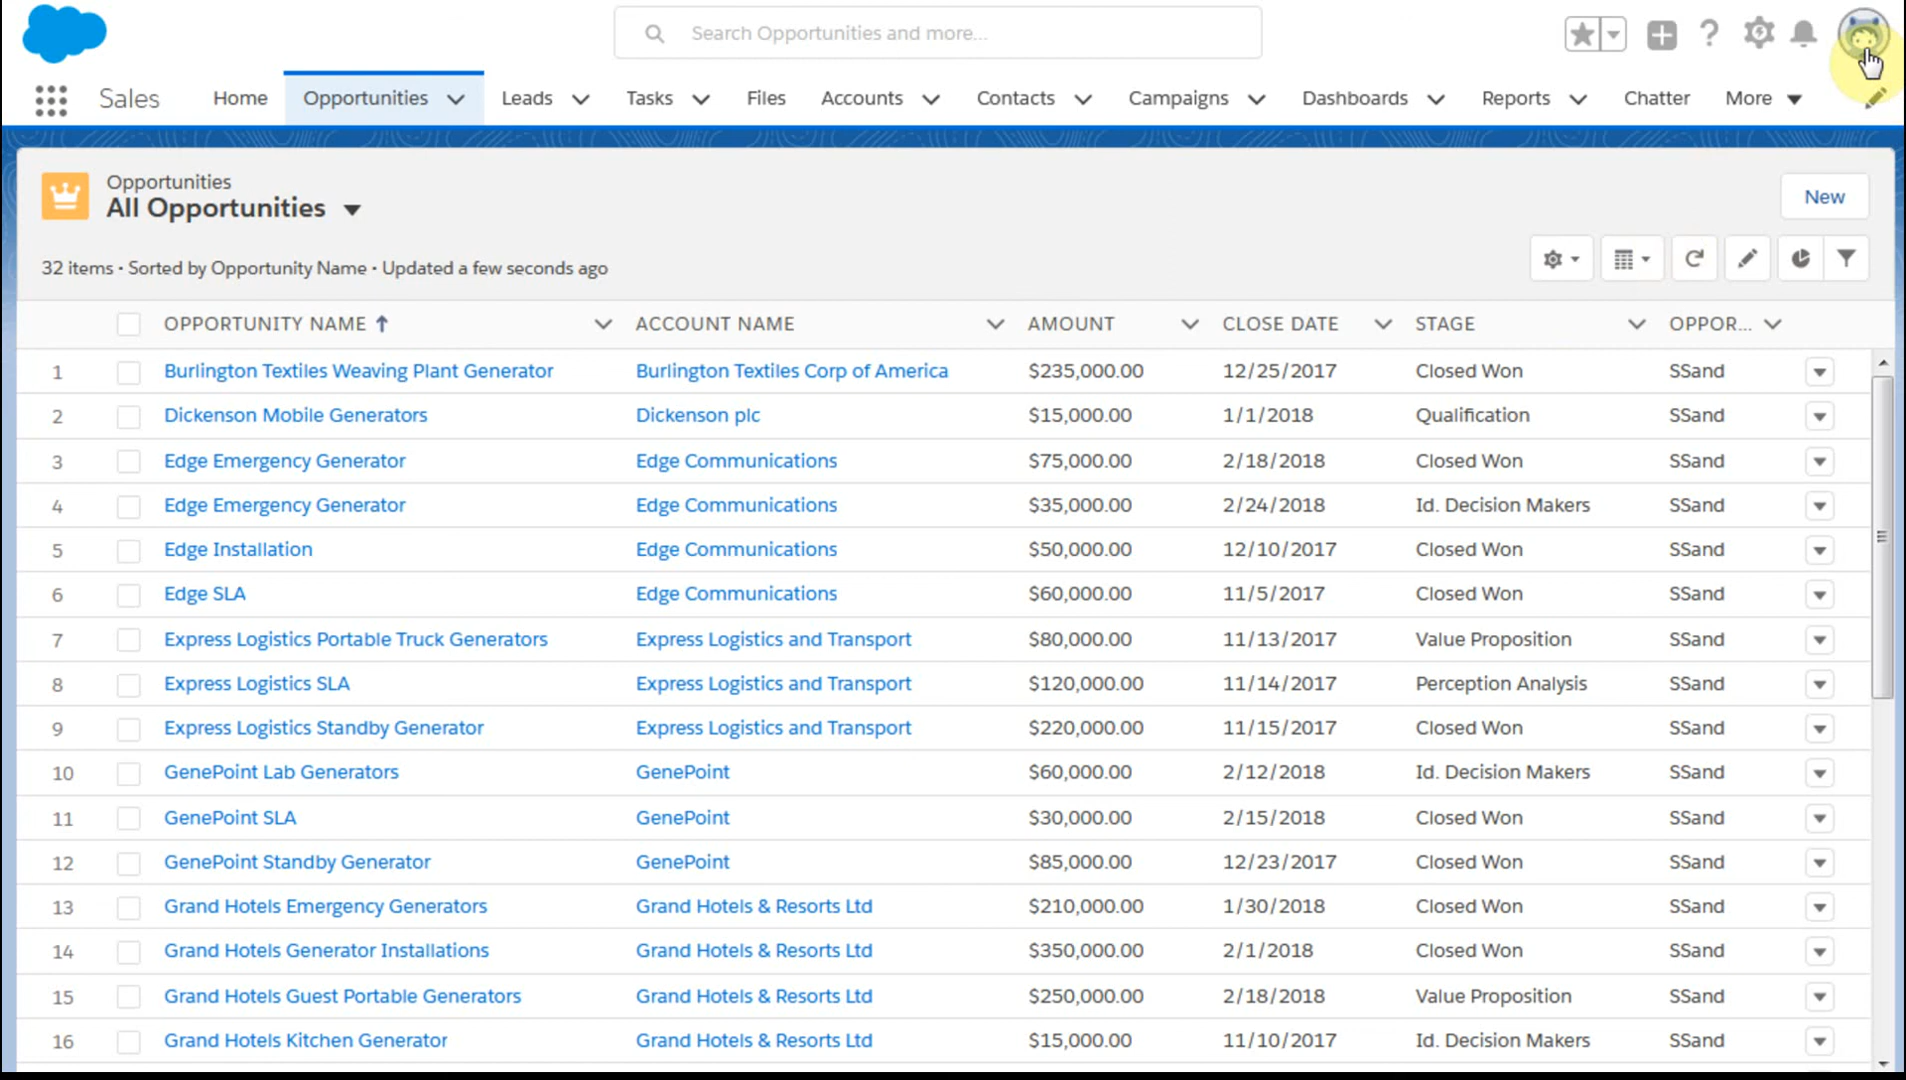 Search Opportunities and more...
Sales Home Opportunities Leads Tasks Files Accounts Contacts Campaigns Dashboards Reports Chatter More
Opportunities
All Opportunities
New
32 items • Sorted by Opportunity Name • Updated a few seconds ago
OPPORTUNITY NAME ACCOUNT NAME AMOUNT CLOSE DATE STAGE OPPOR...
1 Burlington Textiles Weaving Plant Generator Burlington Textiles Corp of America $235,000.00 12/25/2017 Closed Won SSand
2 Dickenson Mobile Generators Dickenson plc $15,000.00 1/1/2018 Qualification SSand
3 Edge Emergency Generator Edge Communications $75,000.00 2/18/2018 Closed Won SSand
4 Edge Emergency Generator Edge Communications $35,000.00 2/24/2018 Id. Decision Makers SSand
5 Edge Installation Edge Communications $50,000.00 12/10/2017 Closed Won SSand
6 Edge SLA Edge Communications $60,000.00 11/5/2017 Closed Won SSand
7 Express Logistics Portable Truck Generators Express Logistics and Transport $80,000.00 11/13/2017 Value Proposition SSand
8 Express Logistics SLA Express Logistics and Transport $120,000.00 11/14/2017 Perception Analysis SSand
9 Express Logistics Standby Generator Express Logistics and Transport $220,000.00 11/15/2017 Closed Won SSand
10 GenePoint Lab Generators GenePoint $60,000.00 2/12/2018 Id. Decision Makers SSand
11 GenePoint SLA GenePoint $30,000.00 2/15/2018 Closed Won SSand
12 GenePoint Standby Generator GenePoint $85,000.00 12/23/2017 Closed Won SSand
13 Grand Hotels Emergency Generators Grand Hotels & Resorts Ltd $210,000.00 1/30/2018 Closed Won SSand
14 Grand Hotels Generator Installations Grand Hotels & Resorts Ltd $350,000.00 2/1/2018 Closed Won SSand
15 Grand Hotels Guest Portable Generators Grand Hotels & Resorts Ltd $250,000.00 2/18/2018 Value Proposition SSand
16 Grand Hotels Kitchen Generator Grand Hotels & Resorts Ltd $15,000.00 11/10/2017 Id. Decision Makers SSand